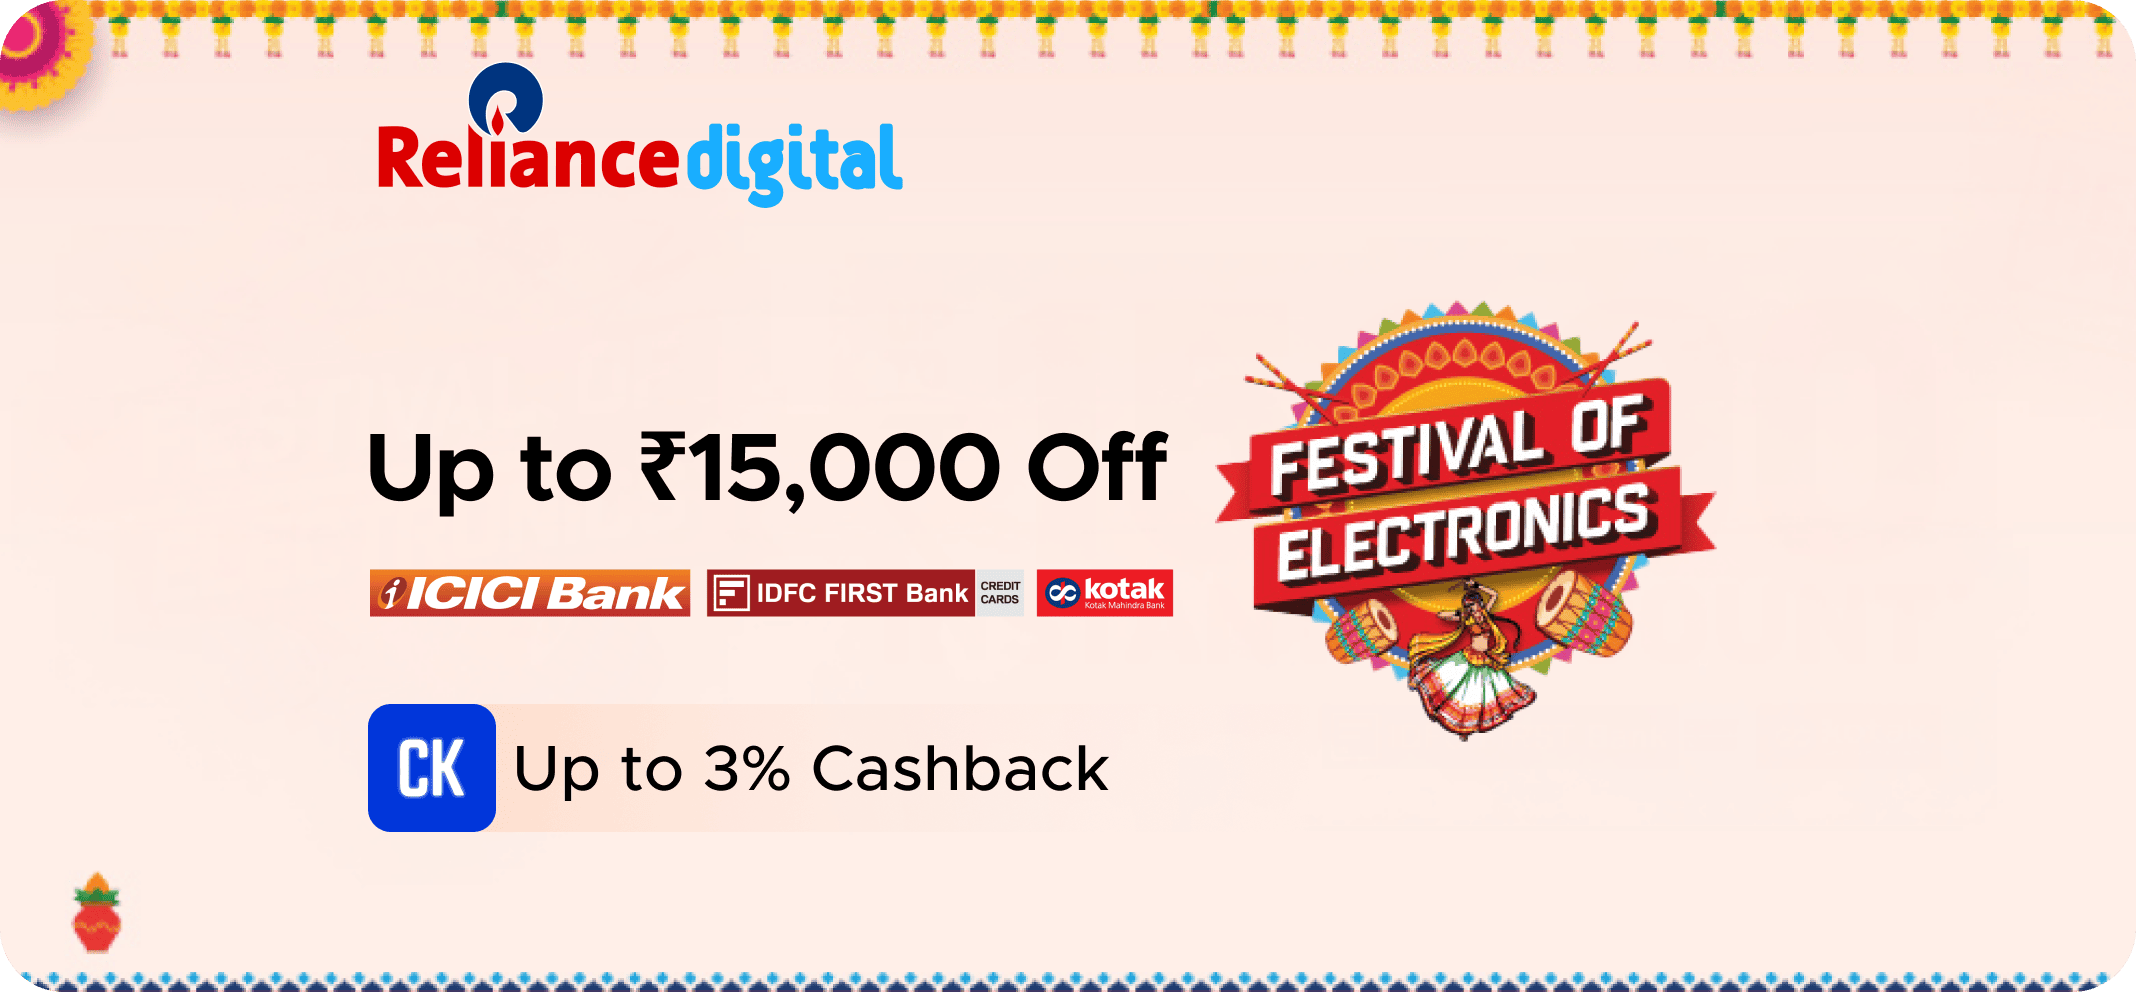 Reliance digital
Up to ₹15,000 Off
FESTIVAL OF
ELECTRONICS
i ICICI Bank
IDFC FIRST Bank
CREDIT
CARDS
kotak
Kotak Mahindra Bank
CK
Up to 3% Cashback